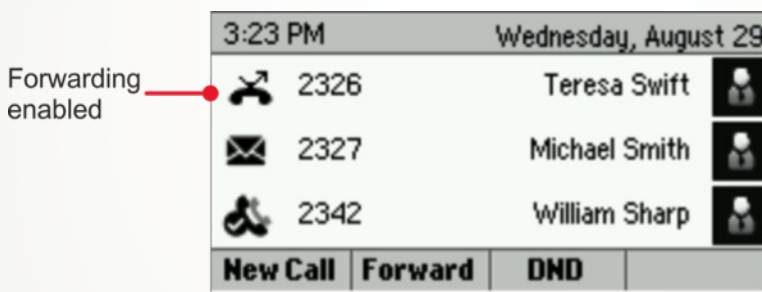 3:23 PM Wednesday, August 29
Forwarding enabled
2326 Teresa Swift
2327 Michael Smith
2342 William Sharp
New Call Forward DND